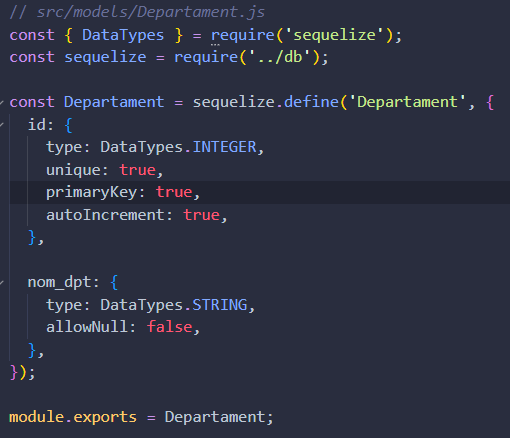 // src/models/Departament.js
const { DataTypes } = require('sequelize');
const sequelize = require('../db');
const Departament = sequelize.define('Departament', {
id: {
type: DataTypes.INTEGER,
unique: true,
primaryKey: true,
autoIncrement: true,
},
nom_dpt: {
type: DataTypes.STRING,
allowNull: false,
},
});
module.exports = Departament;